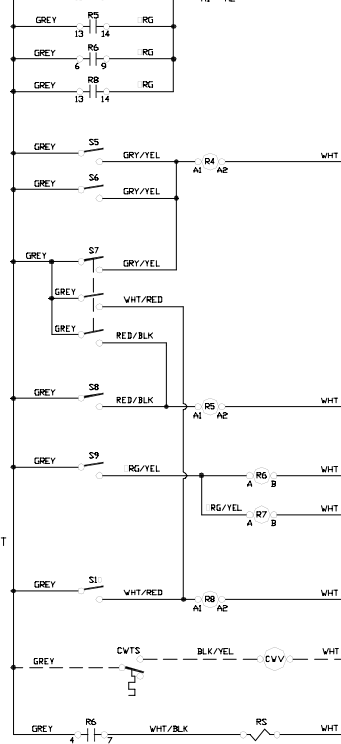 A1 A2
GREY R5 RG
13 14
GREY R6 RG
6 9
GREY R8 RG
13 14
GREY S5
GRY/YEL R4 WHT
A1 A2
GREY S6
GRY/YEL
GREY S7
GRY/YEL
GREY
WHT/RED
GREY
RED/BLK
GREY S8
RED/BLK R5 WHT
A1 A2
GREY S9
RG/YEL R6 WHT
A B
RG/YEL R7 WHT
A B
T
GREY S1
WHT/RED R8 WHT
A1 A2
CWTS BLK/YEL CWV WHT
GREY
GREY R6 WHT/BLK RS WHT
4 7